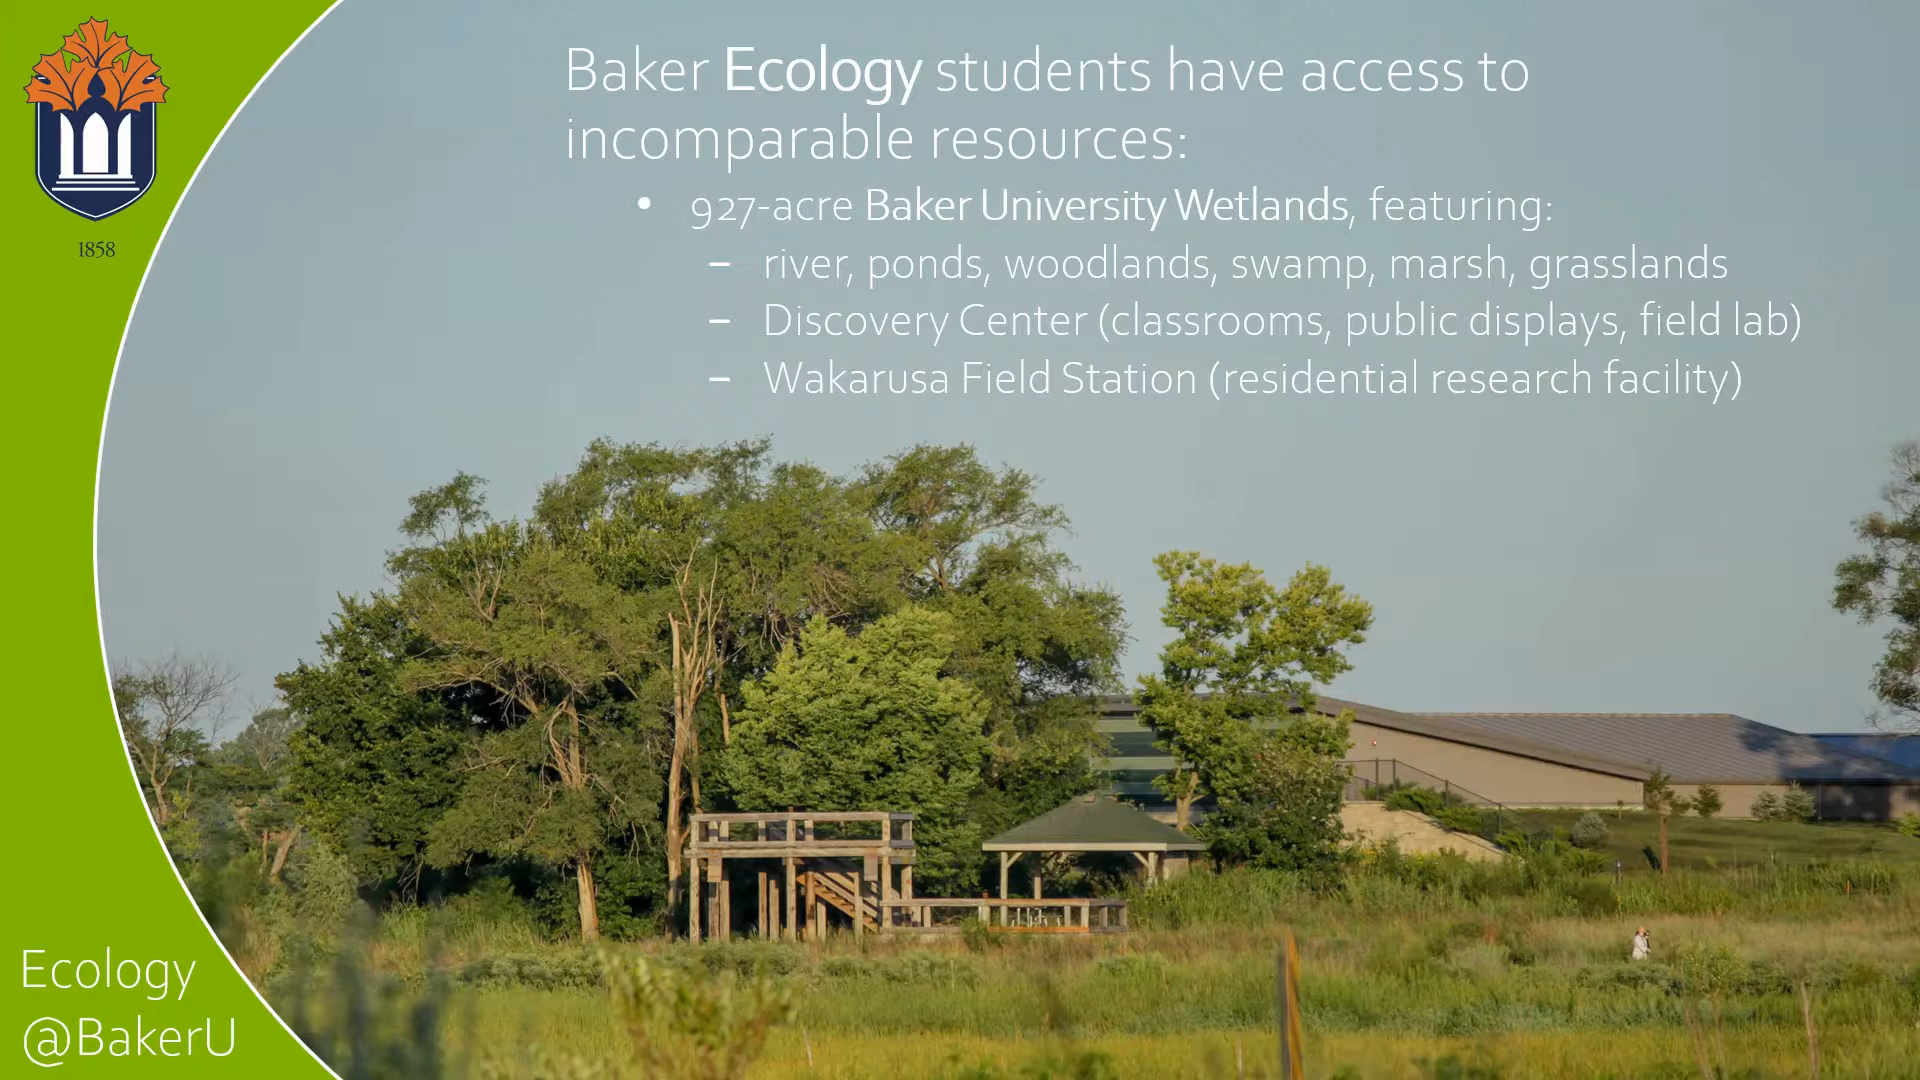 Baker Ecology students have access to
incomparable resources:
• 927-acre Baker University Wetlands, featuring:
– river, ponds, woodlands, swamp, marsh, grasslands
– Discovery Center (classrooms, public displays, field lab)
– Wakarusa Field Station (residential research facility)
1858
Ecology
@BakerU